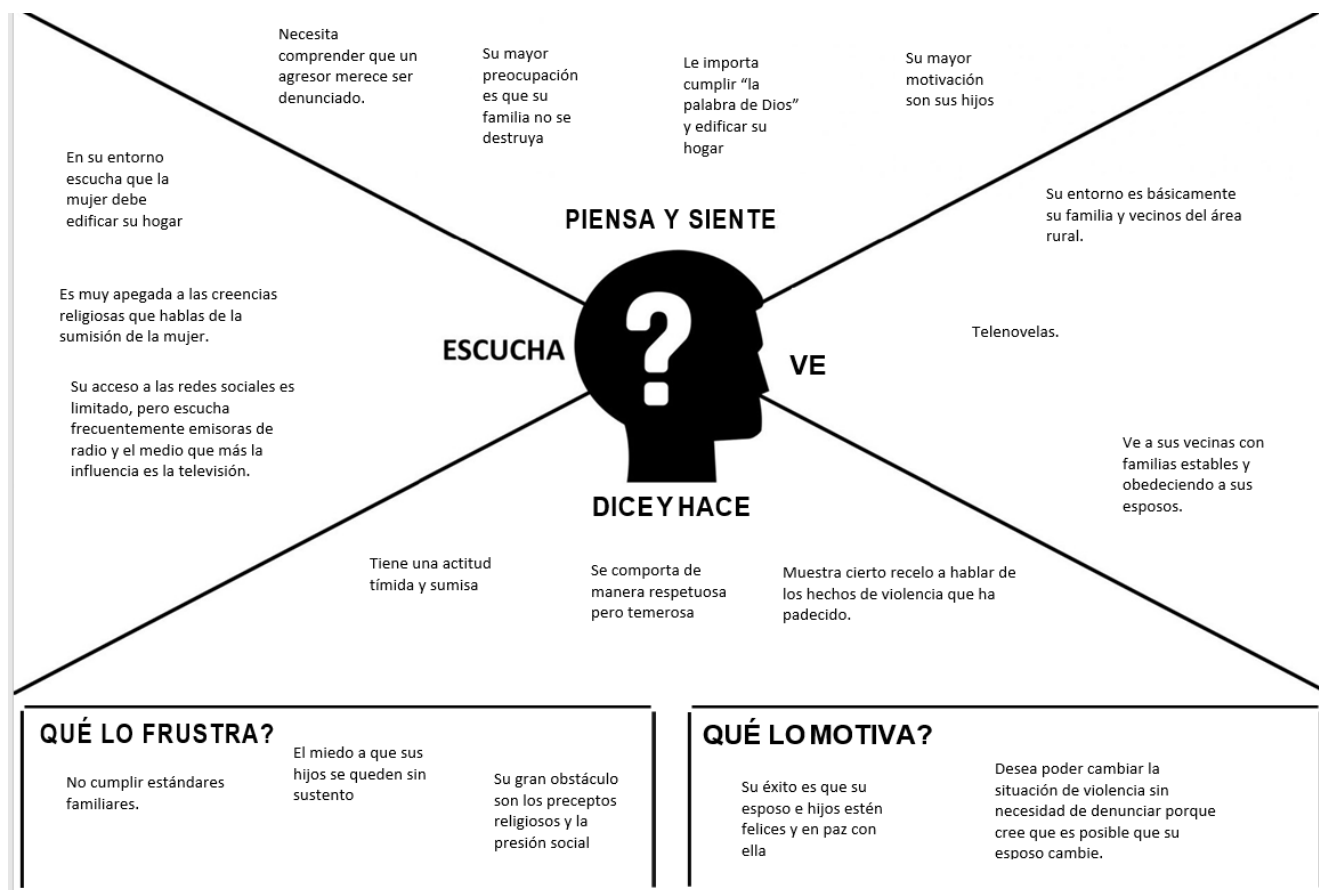 Necesita
comprender que un
agresor merece ser
denunciado.
Su mayor
preocupación
es que su
familia no se
destruya
Le importa
cumplir “la
palabra de Dios”
y edificar su
hogar
Su mayor
motivación
son sus hijos
PIENSA Y SIENTE
En su entorno
escucha que la
mujer debe
edificar su hogar
Es muy apegada a las creencias
religiosas que hablas de la
sumisión de la mujer.
Su acceso a las redes sociales es
limitado, pero escucha
frecuentemente emisoras de
radio y el medio que más la
influencia es la televisión.
ESCUCHA
?
VE
Su entorno es básicamente
su familia y vecinos del área
rural.
Telenovelas.
Ve a sus vecinas con
familias estables y
obedeciendo a sus
esposos.
DICE Y HACE
Tiene una actitud
tímida y sumisa
Se comporta de
manera respetuosa
pero temerosa
Muestra cierto recelo a hablar de
los hechos de violencia que ha
padecido.
QUÉ LO FRUSTRA?
No cumplir estándares
familiares.
El miedo a que sus
hijos se queden sin
sustento
Su gran obstáculo
son los preceptos
religiosos y la
presión social
QUÉ LO MOTIVA?
Su éxito es que su
esposo e hijos estén
felices y en paz con
ella
Desea poder cambiar la
situación de violencia sin
necesidad de denunciar porque
cree que es posible que su
esposo cambie.